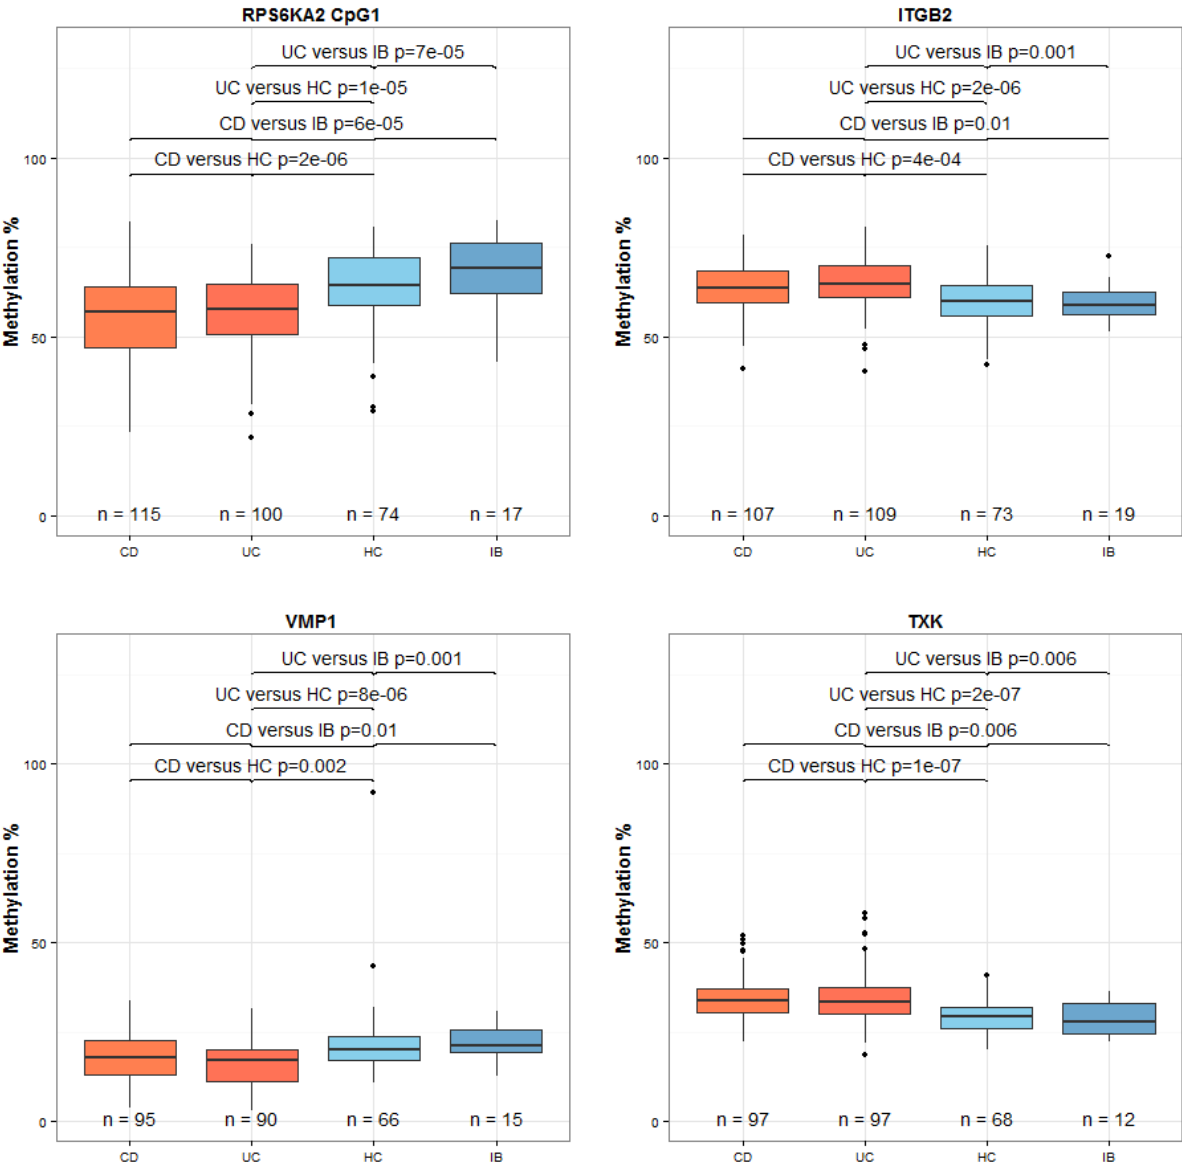 RPS6KA2 CpG1
UC versus IB p=7e-05
UC versus HC p=1e-05
CD versus IB p=6e-05
CD versus HC p=2e-06
100
50
0
Methylation %
n = 115
n = 100
n = 74
n = 17
CD
UC
HC
IB
ITGB2
UC versus IB p=0.001
UC versus HC p=2e-06
CD versus IB p=0.01
CD versus HC p=4e-04
100
50
0
Methylation %
n = 107
n = 109
n = 73
n = 19
CD
UC
HC
IB
VMP1
UC versus IB p=0.001
UC versus HC p=8e-06
CD versus IB p=0.01
CD versus HC p=0.002
100
50
0
Methylation %
n = 95
n = 90
n = 66
n = 15
CD
UC
HC
IB
TXK
UC versus IB p=0.006
UC versus HC p=2e-07
CD versus IB p=0.006
CD versus HC p=1e-07
100
50
0
Methylation %
n = 97
n = 97
n = 68
n = 12
CD
UC
HC
IB